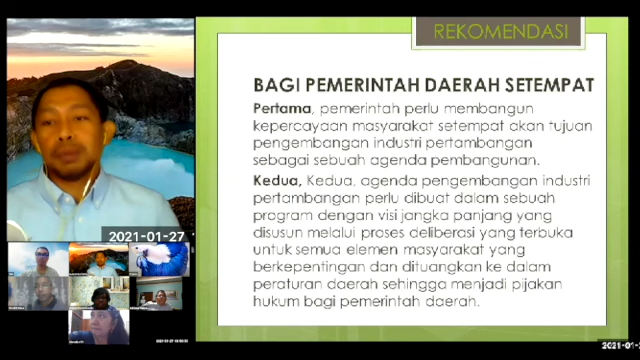 REKOMENDASI
BAGI PEMERINTAH DAERAH SETEMPAT
Pertama, pemerintah perlu membangun
kepercayaan masyarakat setempat akan tujuan
pengembangan industri pertambangan
sebagai sebuah agenda pembangunan.
Kedua, Kedua, agenda pengembangan industri
pertambangan perlu dibuat dalam sebuah
program dengan visi jangka panjang yang
disusun melalui proses deliberasi yang terbuka
untuk semua elemen masyarakat yang
berkepentingan dan dituangkan ke dalam
peraturan daerah sehingga menjadi pijakan
hukum bagi pemerintah daerah.
2021-01-27